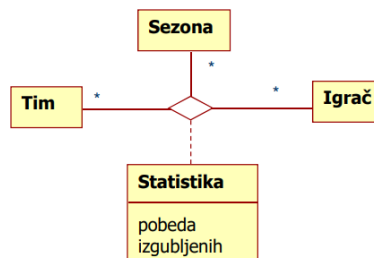 Sezona
*
Tim
*
*
Igrač
Statistika
pobeda
izgubljenih